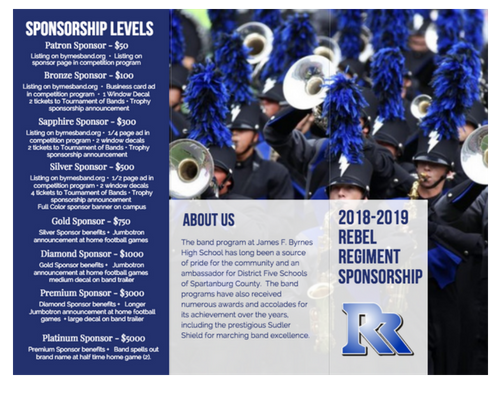 SPONSORSHIP LEVELS
Patron Sponsor - $50
Listing on byrnesband.org • Listing on
sponsor page in competition program
Bronze Sponsor - $100
Listing on byrnesband.org • Business card ad
in competition program • 1 Window Decal
2 tickets to Tournament of Bands • Trophy
sponsorship announcement
Sapphire Sponsor - $300
Listing on byrnesband.org • 1/4 page ad in
competition program • 2 window decals
2 tickets to Tournament of Bands • Trophy
sponsorship announcement
Silver Sponsor - $500
Listing on byrnesband.org • 1/2 page ad in
competition program • 2 window decals
4 tickets to Tournament of Bands • Trophy
sponsorship announcement
Full Color sponsor banner on campus
Gold Sponsor - $750
Silver Sponsor benefits • Jumbotron
announcement at home football games
Diamond Sponsor - $1000
Gold Sponsor benefits • Jumbotron
announcement at home football games
medium decal on band trailer
Premium Sponsor - $3000
Diamond Sponsor benefits • Longer
Jumbotron announcement at home football
games • large decal on band trailer
Platinum Sponsor - $5000
Premium Sponsor benefits • Band spells out
brand name at half time home game (2).
ABOUT US
The band program at James F. Byrnes
High School has long been a source
of pride for the community and an
ambassador for District Five Schools
of Spartanburg County. The band
programs have also received
numerous awards and accolades for
its achievement over the years,
including the prestigious Sudler
Shield for marching band excellence.
2018-2019
REBEL
REGIMENT
SPONSORSHIP
RR